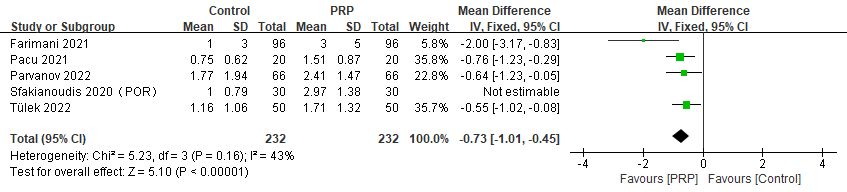 Control PRP Mean Difference Mean Difference
Study or Subgroup Mean SD Total Mean SD Total Weight IV, Fixed, 95% CI IV, Fixed, 95% CI
Farimani 2021 1 3 96 3 5 96 5.8% -2.00 [-3.17, -0.83]
Pacu 2021 0.75 0.62 20 1.51 0.87 20 35.8% -0.76 [-1.23, -0.29]
Parvanov 2022 1.77 1.94 66 2.41 1.47 66 22.8% -0.64 [-1.23, -0.05]
Sfakianoudis 2020 (POR) 1 0.79 30 2.97 1.38 30 Not estimable
Tülek 2022 1.16 1.06 50 1.71 1.32 50 35.7% -0.55 [-1.02, -0.08]
Total (95% CI) 232 232 100.0% -0.73 [-1.01, -0.45]
Heterogeneity: Chi² = 5.23, df = 3 (P = 0.16); I² = 43%
Test for overall effect: Z = 5.10 (P < 0.00001)
-4 -2 0 2 4
Favours [PRP] Favours [Control]